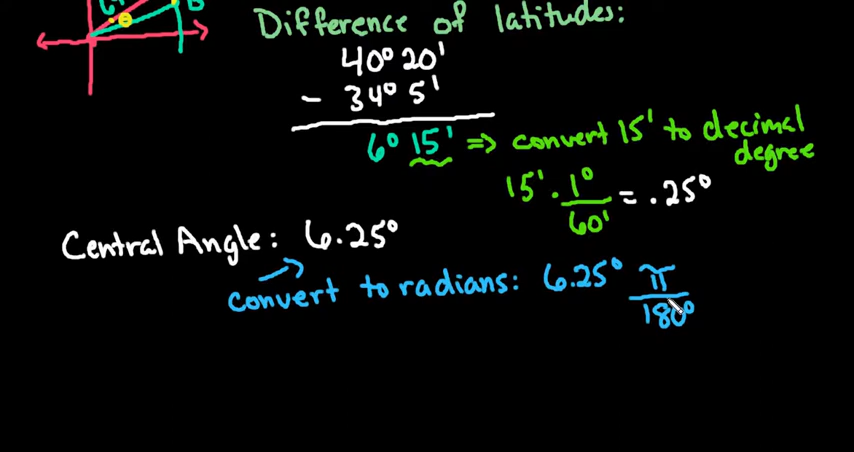 B
θ
Difference of latitudes:
40° 20'
- 34° 5'
6° 15' ⇒ convert 15' to decimal degree
15' · 1°/60' = .25°
Central Angle: 6.25°
convert to radians: 6.25° π/180°